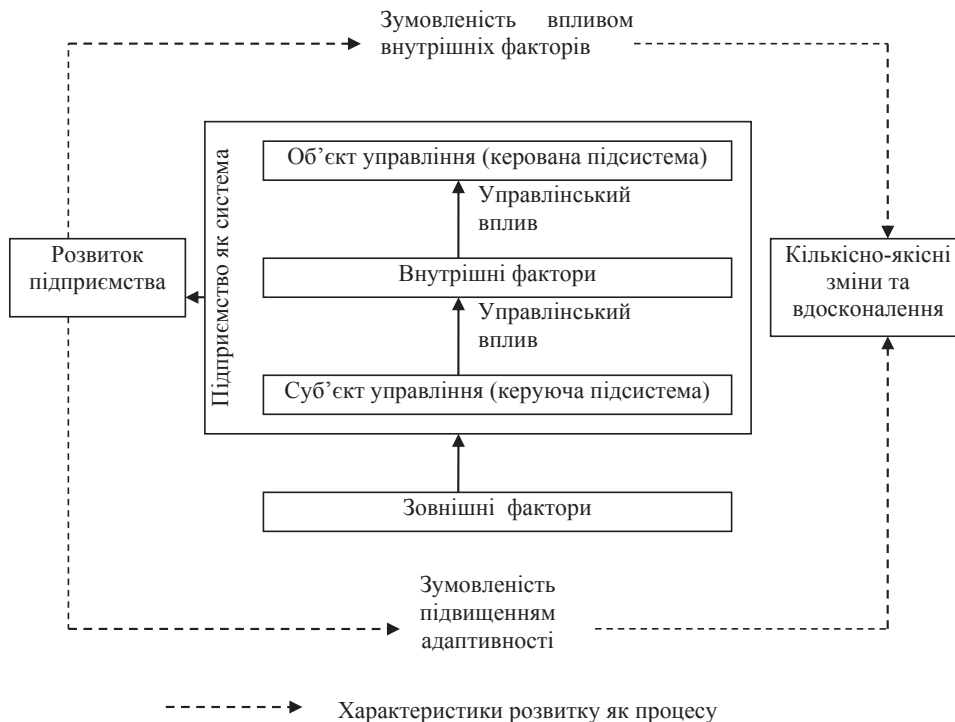 Зумовленість впливом
внутрішніх факторів
Підприємство як система
Об’єкт управління (керована підсистема)
Управлінський
вплив
Розвиток
підприємства
Внутрішні фактори
Кількісно-якісні
зміни та
вдосконалення
Управлінський
вплив
Суб’єкт управління (керуюча підсистема)
Зовнішні фактори
Зумовленість
підвищенням
адаптивності
Характеристики розвитку як процесу